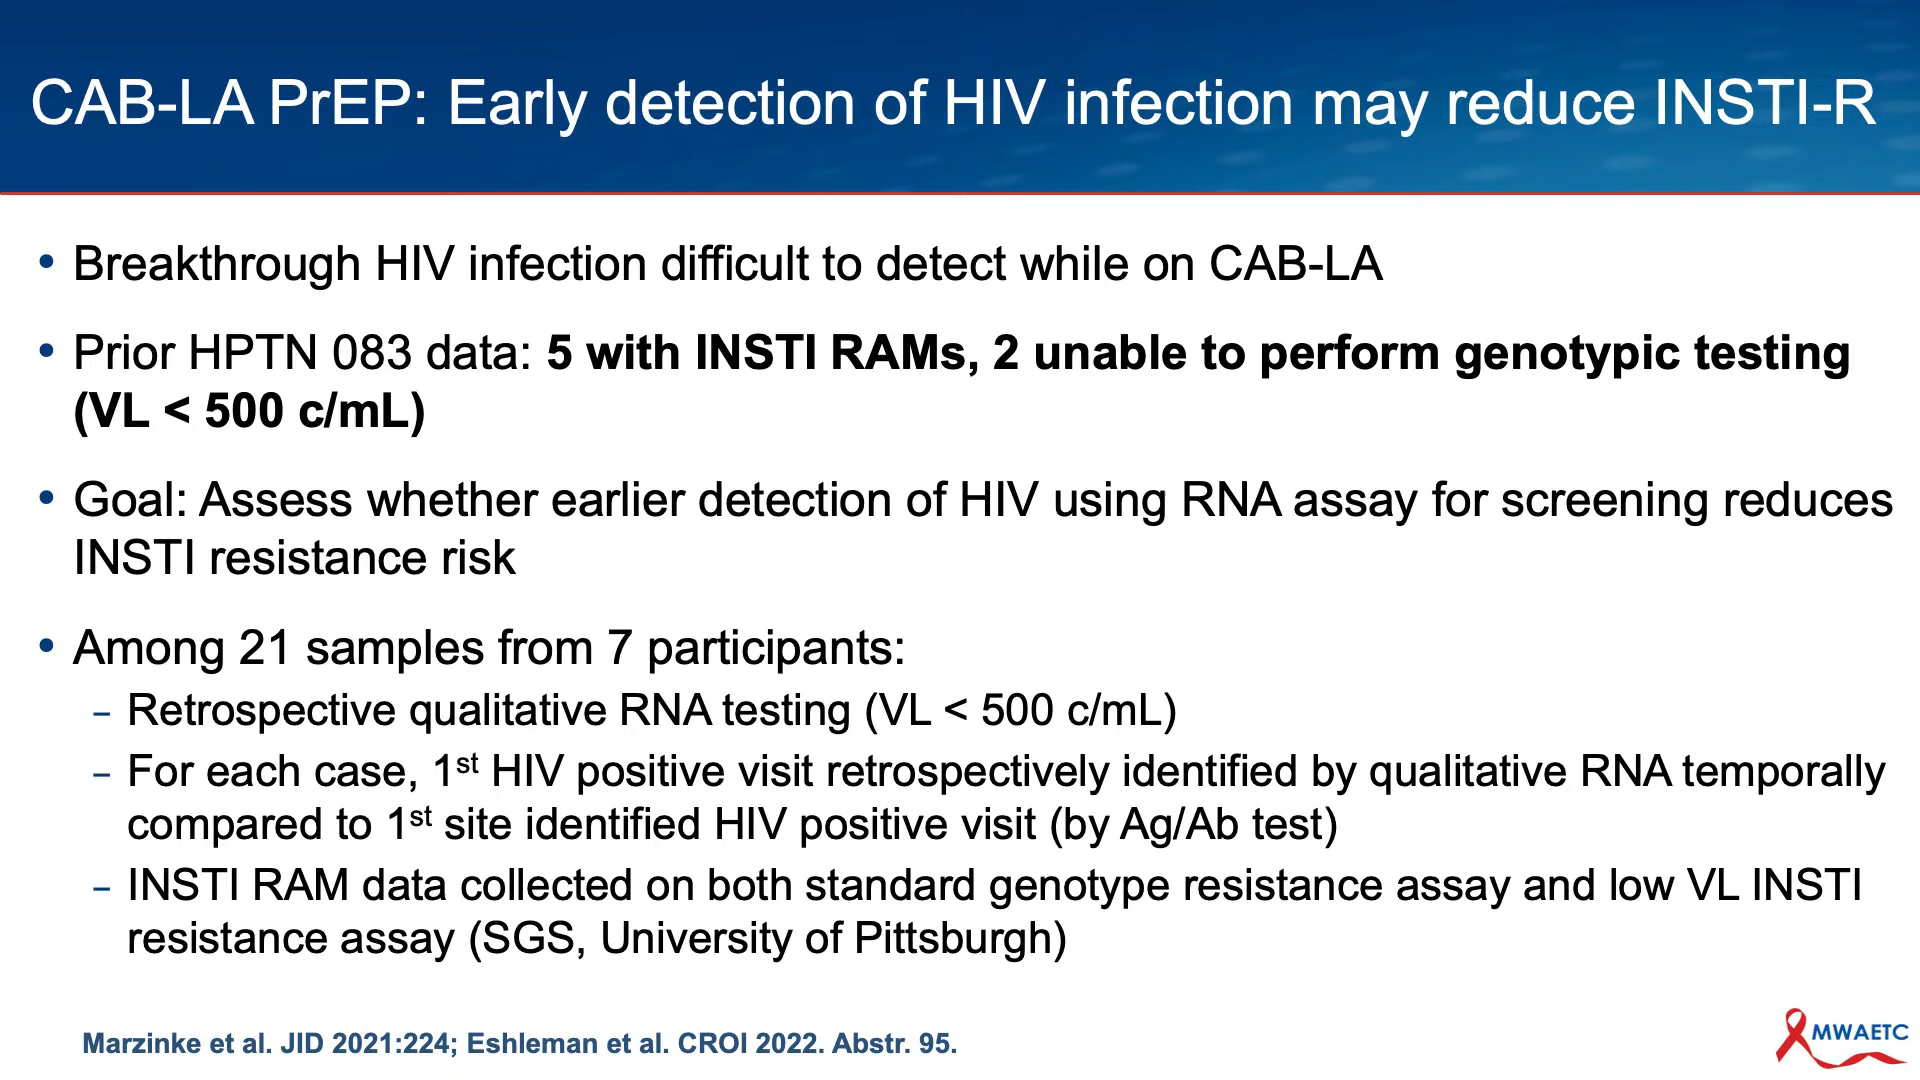 CAB-LA PrEP: Early detection of HIV infection may reduce INSTI-R
• Breakthrough HIV infection difficult to detect while on CAB-LA
• Prior HPTN 083 data: 5 with INSTI RAMs, 2 unable to perform genotypic testing
(VL < 500 c/mL)
• Goal: Assess whether earlier detection of HIV using RNA assay for screening reduces
INSTI resistance risk
• Among 21 samples from 7 participants:
– Retrospective qualitative RNA testing (VL < 500 c/mL)
– For each case, 1st HIV positive visit retrospectively identified by qualitative RNA temporally
compared to 1st site identified HIV positive visit (by Ag/Ab test)
– INSTI RAM data collected on both standard genotype resistance assay and low VL INSTI
resistance assay (SGS, University of Pittsburgh)
Marzinke et al. JID 2021:224; Eshleman et al. CROI 2022. Abstr. 95.
MWAETC